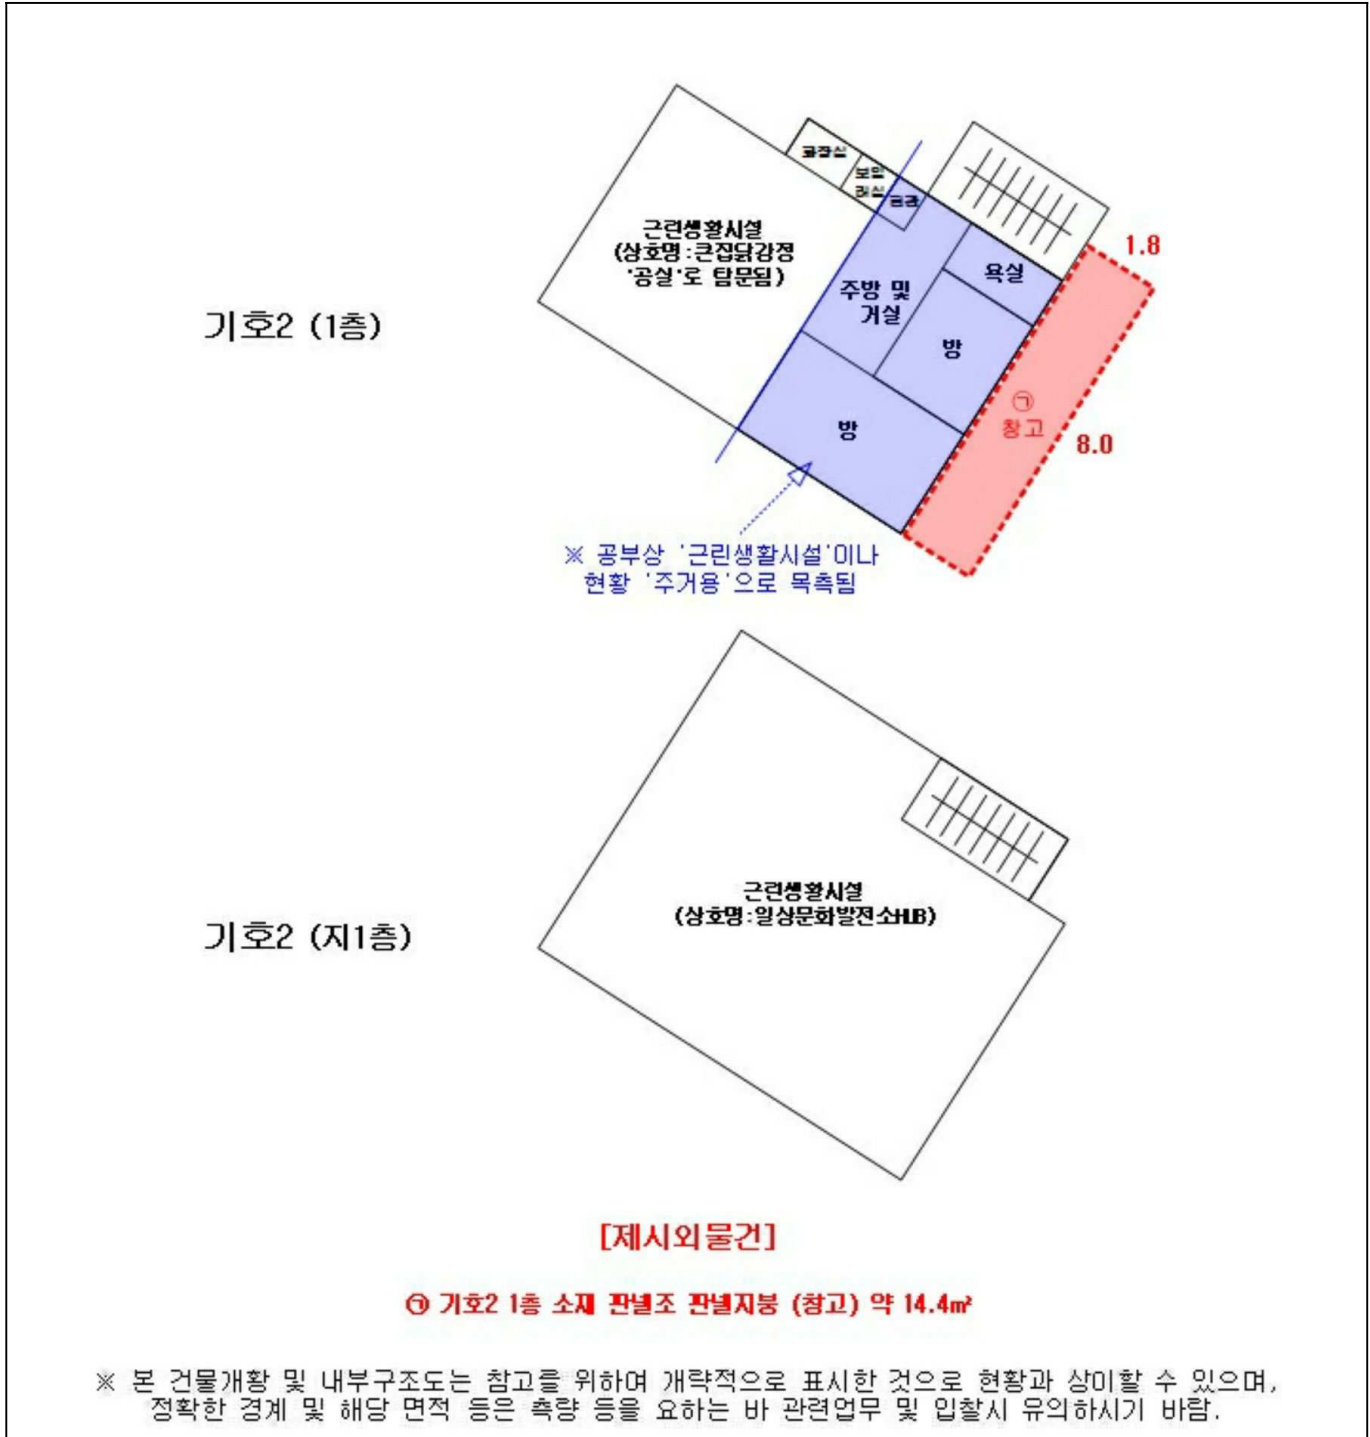 화장실
보일
러실
현관
근린생활시설
(상호명:큰집닭강정
'공실'로 탐문됨)
1.8
욕실
주방 및
거실
기호2 (1층)
방
㉠
창고
방
8.0
※ 공부상 '근린생활시설'이나
현황 '주거용'으로 목측됨
근린생활시설
(상호명:일상문화발전소HUB)
기호2 (지1층)
[제시외물건]
㉠ 기호2 1층 소재 판넬조 판넬지붕 (창고) 약 14.4㎡
※ 본 건물개황 및 내부구조도는 참고를 위하여 개략적으로 표시한 것으로 현황과 상이할 수 있으며,
정확한 경계 및 해당 면적 등은 측량 등을 요하는 바 관련업무 및 입찰시 유의하시기 바람.